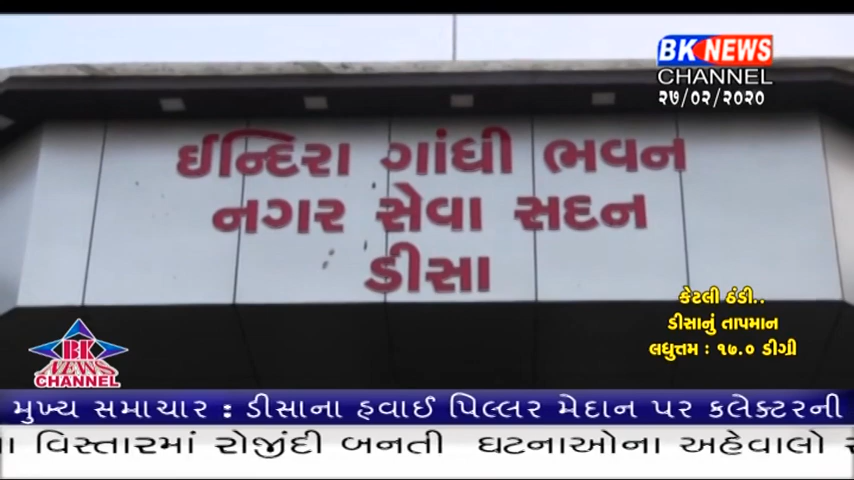 BK NEWS
CHANNEL
૨૭/૦૨/૨૦૨૦
ઈન્દિરા ગાંધી ભવન
નગર સેવા સદન
ડીસા
કેટલી ઠંડી..
ડીસાનું તાપમાન
લઘુત્તમ : ૧૭.૦ ડીગ્રી
BK
NEWS
CHANNEL
મુખ્ય સમાચાર : ડીસાના હવાઈ પિલ્લર મેદાન પર કલેક્ટરની
વિસ્તારમાં રોજીંદી બનતી ઘટનાઓના અહેવાલો